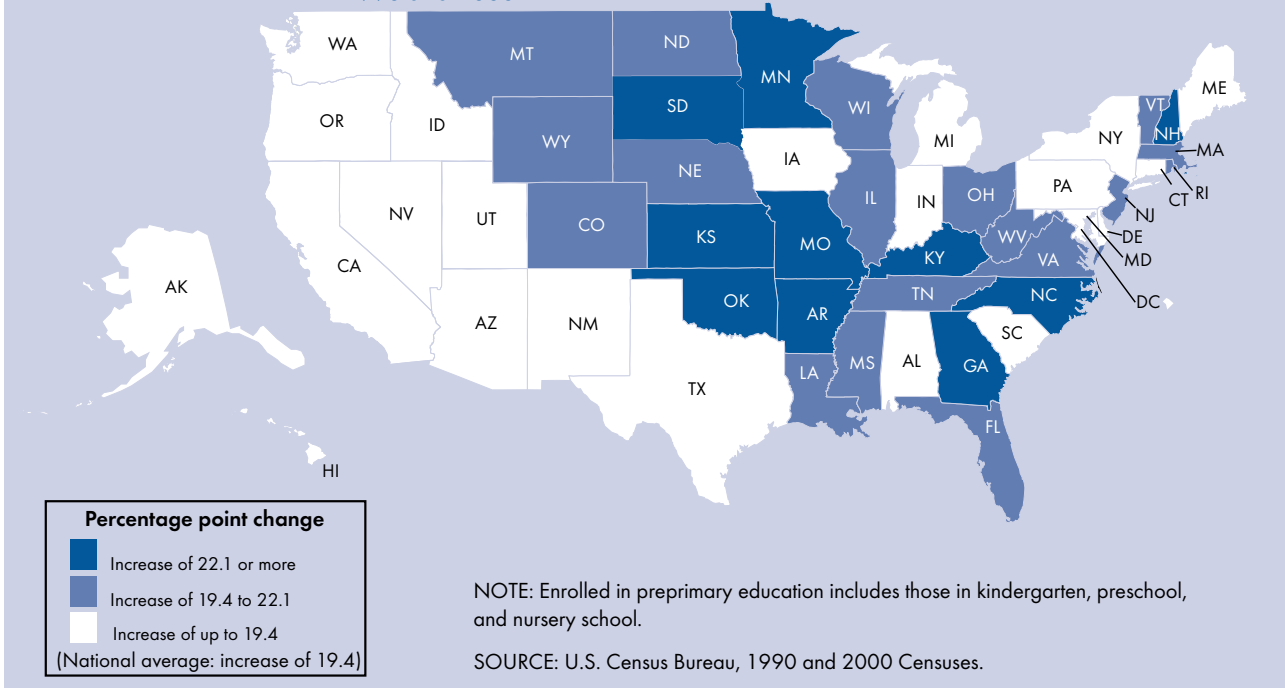 WA
MT
ND
MN
ME
OR
ID
SD
WI
VT
NH
WY
MI
NY
MA
IA
NE
PA
RI
CT
NV
UT
CO
IL
IN
OH
NJ
DE
KS
MO
WV
VA
MD
CA
KY
DC
AK
OK
TN
NC
AZ
NM
AR
SC
MS
AL
GA
LA
TX
FL
HI
Percentage point change
Increase of 22.1 or more
Increase of 19.4 to 22.1
Increase of up to 19.4
(National average: increase of 19.4)
NOTE: Enrolled in preprimary education includes those in kindergarten, preschool,
and nursery school.
SOURCE: U.S. Census Bureau, 1990 and 2000 Censuses.